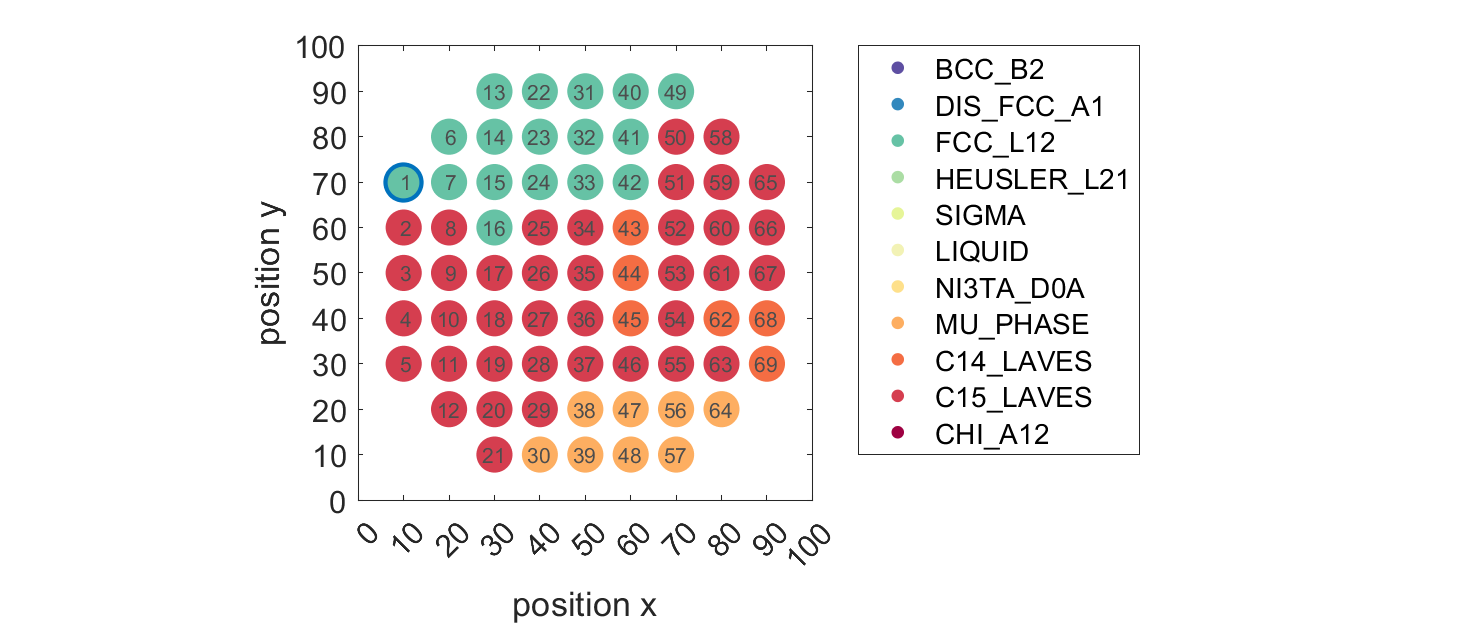 100
90
80
70
60
50
40
30
20
10
0
position y
13 22 31 40 49
6 14 23 32 41 50 58
1 7 15 24 33 42 51 59 65
2 8 16 25 34 43 52 60 66
3 9 17 26 35 44 53 61 67
4 10 18 27 36 45 54 62 68
5 11 19 28 37 46 55 63 69
12 20 29 38 47 56 64
21 30 39 48 57
0 10 20 30 40 50 60 70 80 90 100
position x
BCC_B2
DIS_FCC_A1
FCC_L12
HEUSLER_L21
SIGMA
LIQUID
NI3TA_D0A
MU_PHASE
C14_LAVES
C15_LAVES
CHI_A12